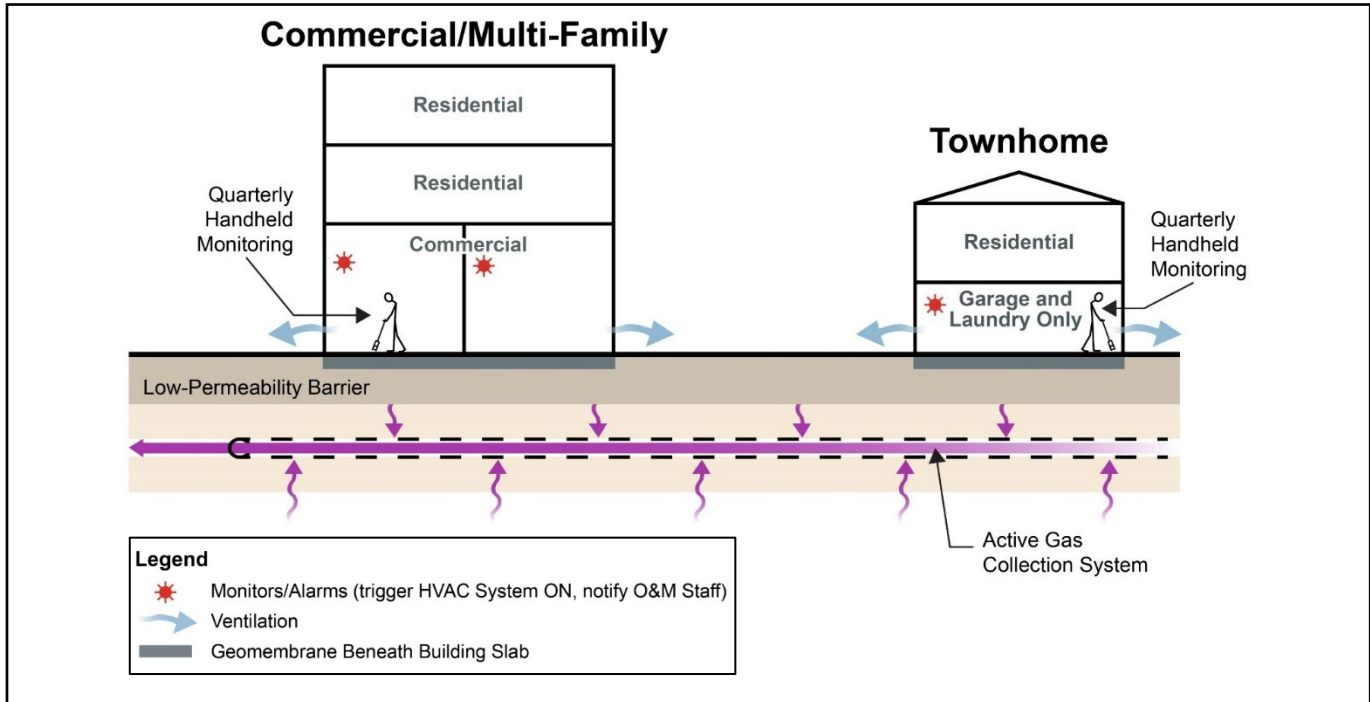 Commercial/Multi-Family
Residential
Residential
Commercial
Quarterly
Handheld
Monitoring
Townhome
Residential
Garage and
Laundry Only
Quarterly
Handheld
Monitoring
Low-Permeability Barrier
Active Gas
Collection System
Legend
Monitors/Alarms (trigger HVAC System ON, notify O&M Staff)
Ventilation
Geomembrane Beneath Building Slab